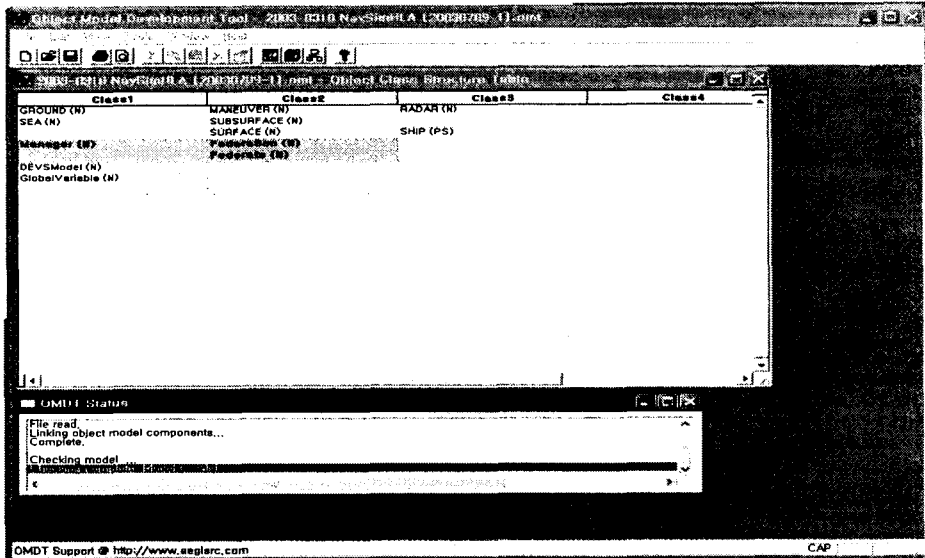 Object Model Development Tool - 2003-0310 NavSimHLA (20030709-1).omt
2003-0310 NavSimHLA (20030709-1).omt - Object Class Structure Table
Class1 Class2 Class3 Class4
GROUND (N) MANEUVER (N) RADAR (N)
SEA (N) SUBSURFACE (N)
SURFACE (N) SHIP (PS)
Manager (N) Federation (N)
Federate (N)
DEVSModel (N)
GlobalVariable (N)
OMDT Status
File read.
Linking object model components...
Complete.
Checking model
OMDT Support @ http://www.aegisrc.com CAP